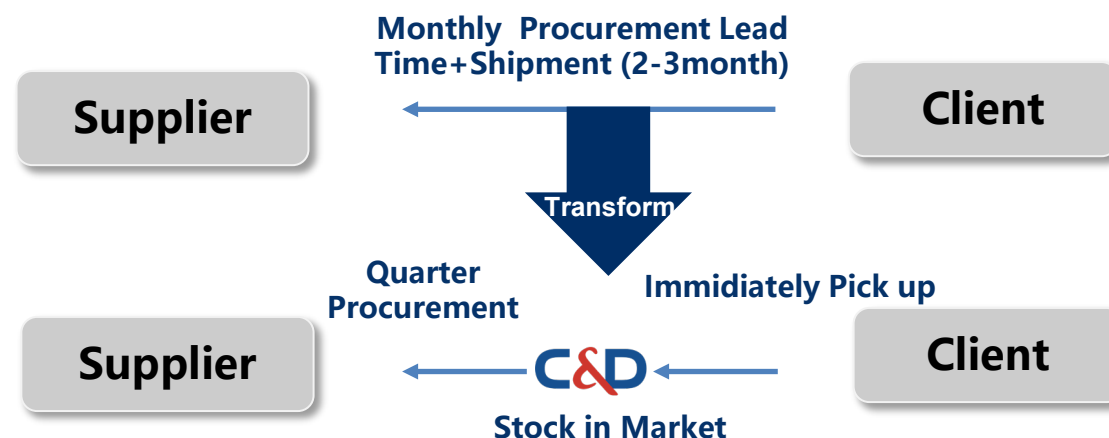 Monthly Procurement Lead
Time+Shipment (2-3month)
Supplier
Client
Transform
Quarter
Procurement
Immidiately Pick up
Supplier
C&D
Client
Stock in Market